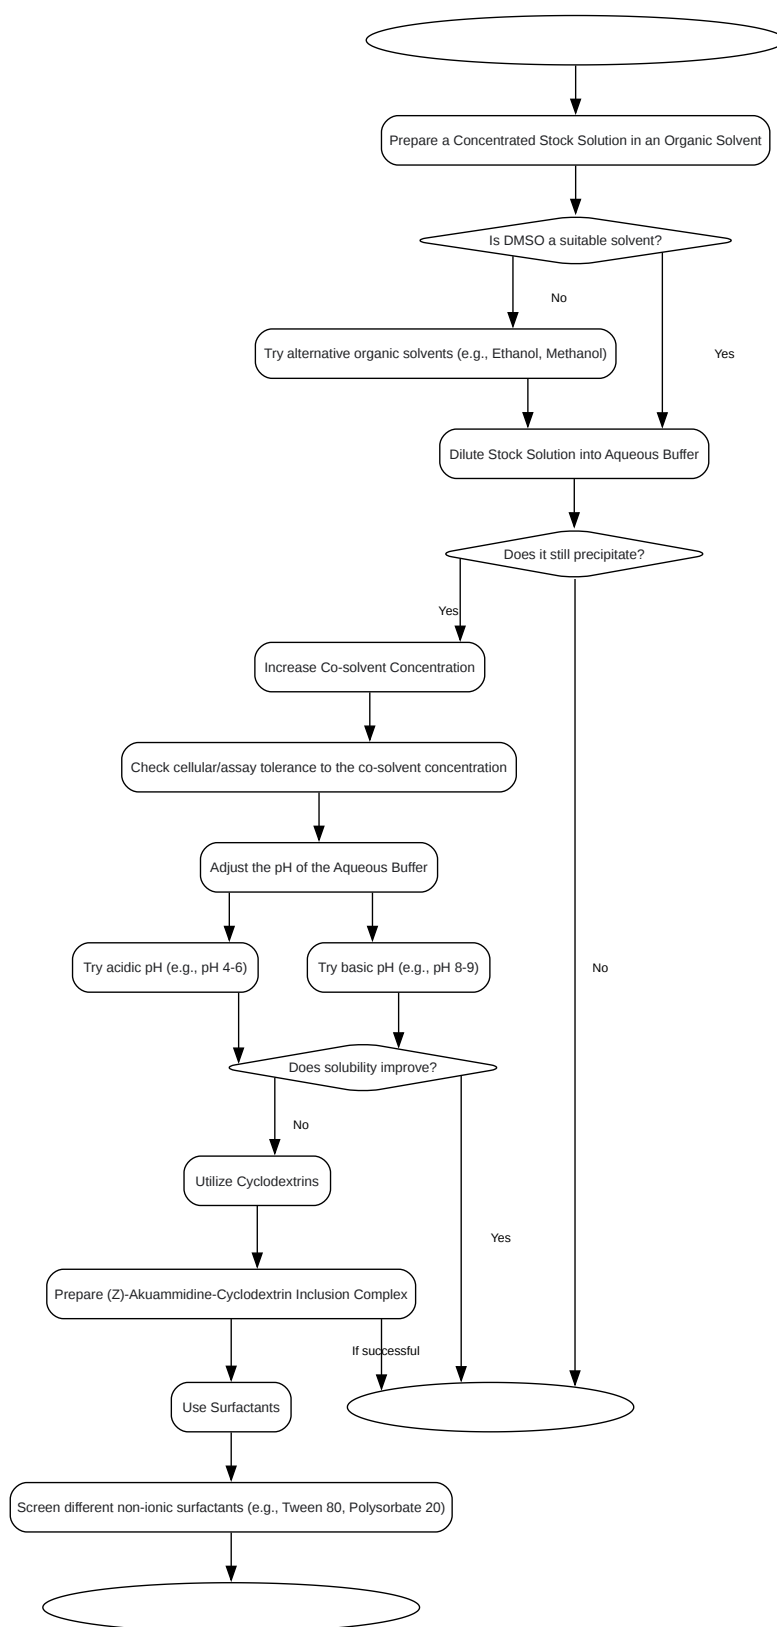 Prepare a Concentrated Stock Solution in an Organic Solvent
Is DMSO a suitable solvent?
No
Try alternative organic solvents (e.g., Ethanol, Methanol)
Yes
Dilute Stock Solution into Aqueous Buffer
Does it still precipitate?
Yes
Increase Co-solvent Concentration
Check cellular/assay tolerance to the co-solvent concentration
Adjust the pH of the Aqueous Buffer
Try acidic pH (e.g., pH 4-6)
Try basic pH (e.g., pH 8-9)
No
Does solubility improve?
No
Utilize Cyclodextrins
Yes
Prepare (Z)-Akuammidine-Cyclodextrin Inclusion Complex
If successful
Use Surfactants
Screen different non-ionic surfactants (e.g., Tween 80, Polysorbate 20)